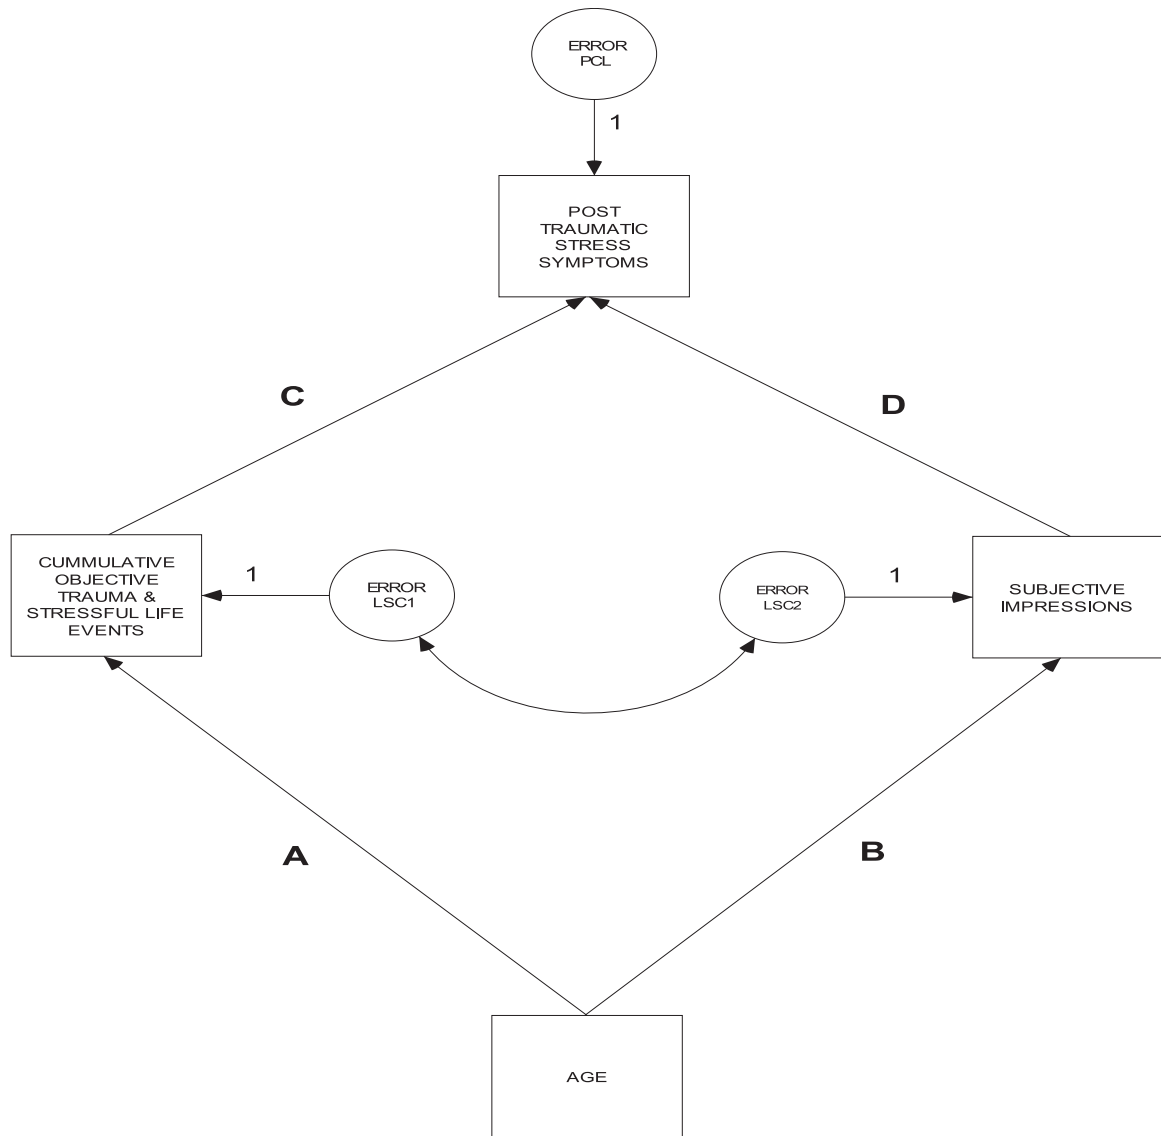 ERROR
PCL
1
POST
TRAUMATIC
STRESS
SYMPTOMS
C
D
CUMMULATIVE
OBJECTIVE
TRAUMA &
STRESSFUL LIFE
EVENTS
1
ERROR
LSC1
ERROR
LSC2
1
SUBJECTIVE
IMPRESSIONS
A
B
AGE